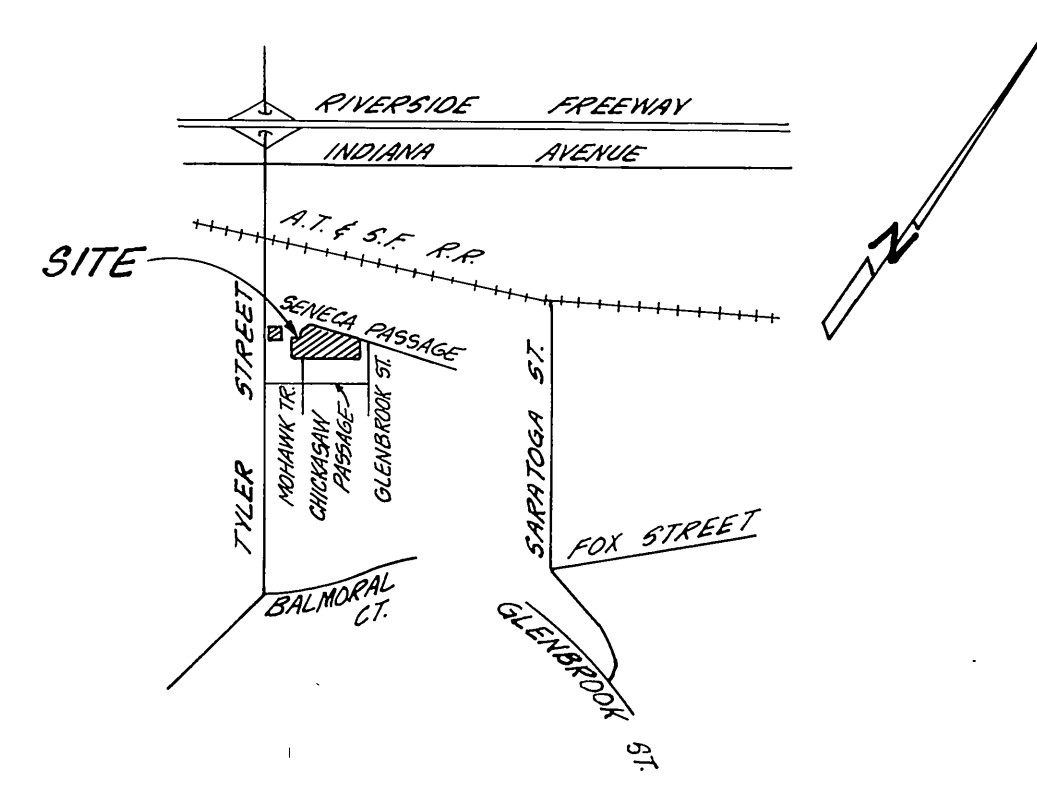 RIVERSIDE FREEWAY
INDIANA AVENUE
A.T. & S.F. R.R.
SITE
SENECA PASSAGE
TYLER STREET
MOHAWK TR.
CHICKASAW
PASSAGE
GLENBROOK ST.
SARATOGA ST.
FOX STREET
BALMORAL
CT.
GLENBROOK ST.
N